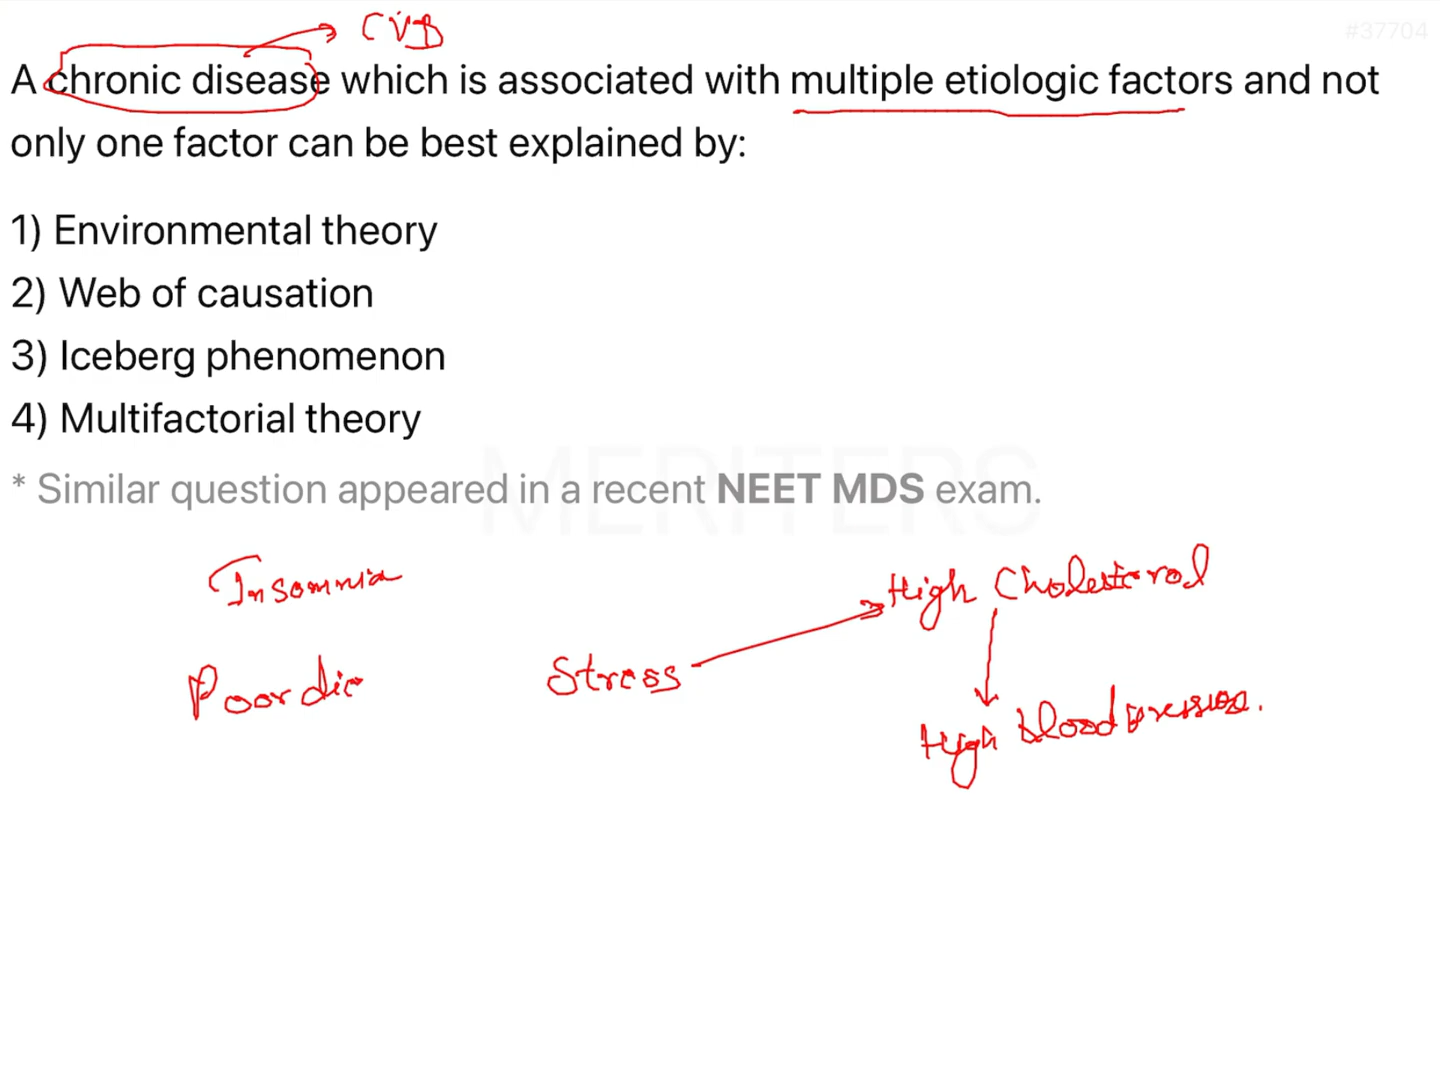 CVD
#37704
A chronic disease which is associated with multiple etiologic factors and not
only one factor can be best explained by:
1) Environmental theory
2) Web of causation
3) Iceberg phenomenon
4) Multifactorial theory
MERITERS
* Similar question appeared in a recent NEET MDS exam.
Insomnia
High Cholesterol
Poor die
Stress
High blood pressure.